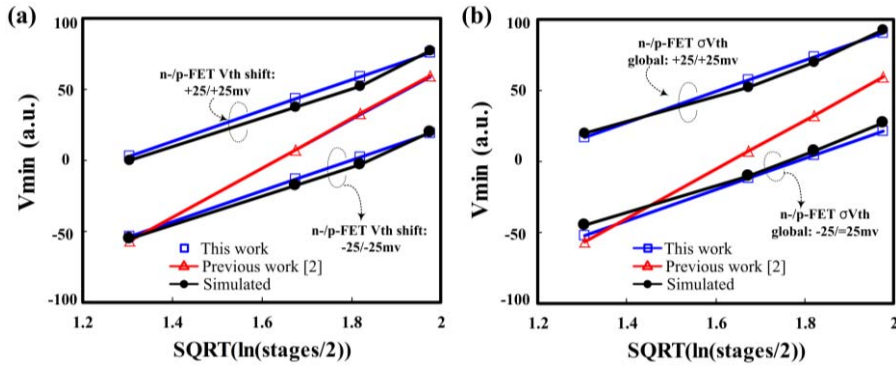 (a)
100
50
0
-50
-100
Vmin (a.u.)
n-/p-FET Vth shift:
+25/+25mv
n-/p-FET Vth shift:
-25/-25mv
This work
Previous work [2]
Simulated
1.2
1.4
1.6
1.8
2
SQRT(ln(stages/2))
(b)
100
50
0
-50
-100
Vmin (a.u.)
n-/p-FET σVth
global: +25/+25mv
n-/p-FET σVth
global: -25/=25mv
This work
Previous work [2]
Simulated
1.2
1.4
1.6
1.8
2
SQRT(ln(stages/2))